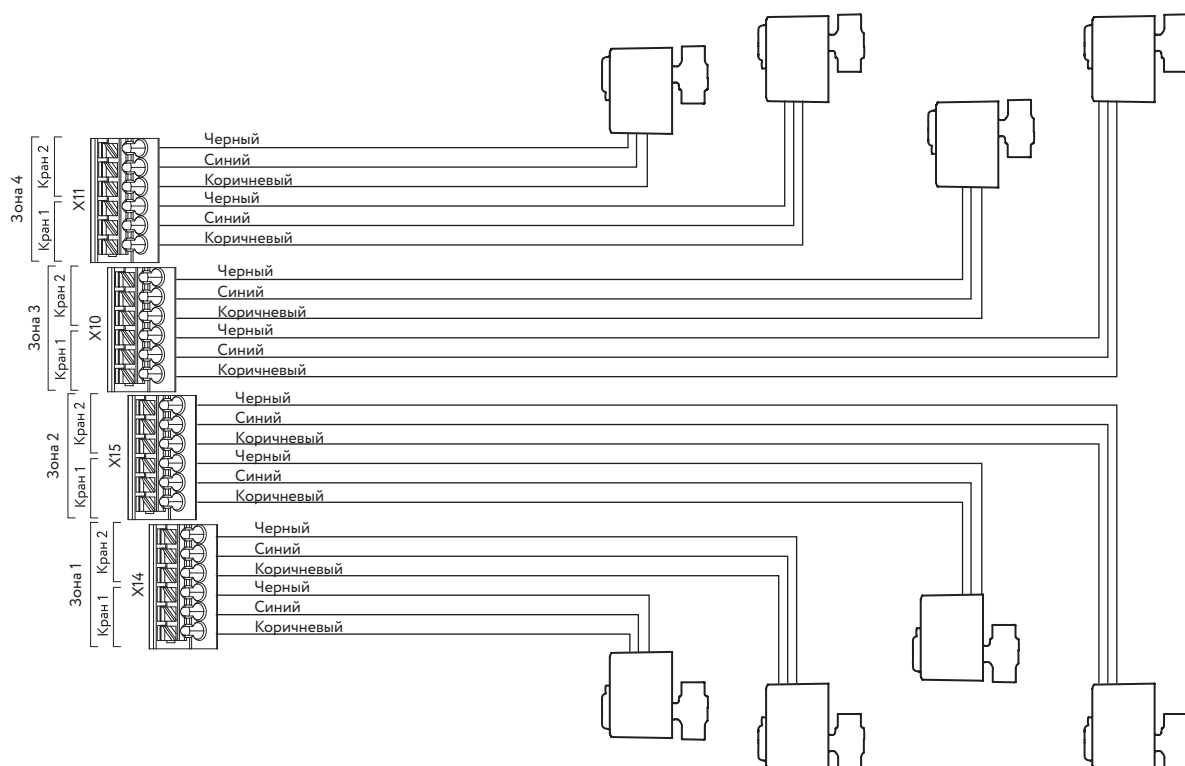 Зона 4
Кран 2
Кран 1
X11
Черный
Синий
Коричневый
Черный
Синий
Коричневый
Зона 3
Кран 2
Кран 1
X10
Черный
Синий
Коричневый
Черный
Синий
Коричневый
Зона 2
Кран 2
Кран 1
X15
Черный
Синий
Коричневый
Черный
Синий
Коричневый
Зона 1
Кран 2
Кран 1
X14
Черный
Синий
Коричневый
Черный
Синий
Коричневый